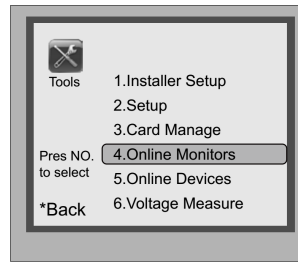 Tools
1.Installer Setup
2.Setup
3.Card Manage
4.Online Monitors
5.Online Devices
6.Voltage Measure
Pres NO.
to select
*Back